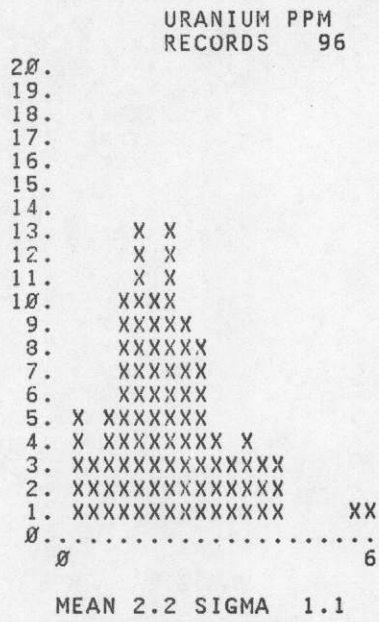 URANIUM PPM
RECORDS 96
2Ø.
19.
18.
17.
16.
15.
14.
13.     X X
12.     X X
11.     X X
1Ø.    XXXX
9.    XXXXX
8.    XXXXXX
7.    XXXXXX
6.    XXXXXX
5. X XXXXXXX
4. X XXXXXXXX X
3. XXXXXXXXXXXXXX
2. XXXXXXXXXXXXXX
1. XXXXXXXXXXXXXX    XX
Ø......................
Ø 6
MEAN 2.2 SIGMA 1.1